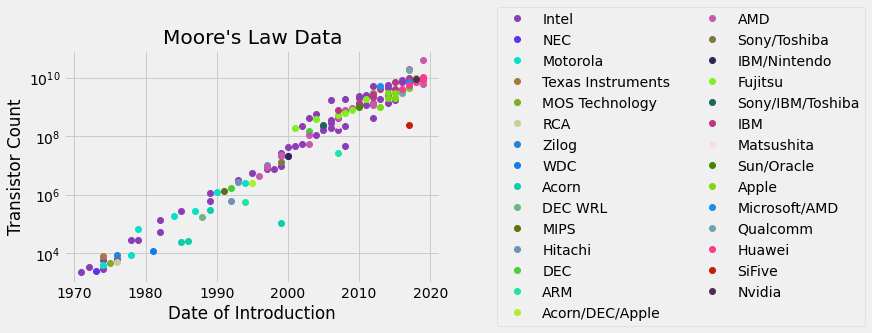 Moore's Law Data
Transistor Count
10^10
10^8
10^6
10^4
1970 1980 1990 2000 2010 2020
Date of Introduction
Intel
NEC
Motorola
Texas Instruments
MOS Technology
RCA
Zilog
WDC
Acorn
DEC WRL
MIPS
Hitachi
DEC
ARM
Acorn/DEC/Apple
AMD
Sony/Toshiba
IBM/Nintendo
Fujitsu
Sony/IBM/Toshiba
IBM
Matsushita
Sun/Oracle
Apple
Microsoft/AMD
Qualcomm
Huawei
SiFive
Nvidia